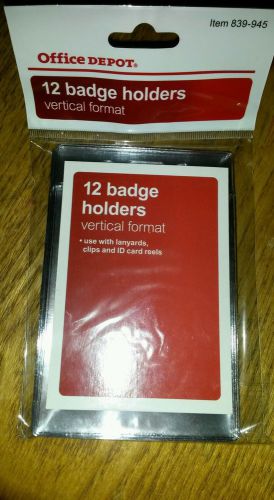 Item 839-945
Office DEPOT®
12 badge holders
vertical format
12 badge
holders
vertical format
• use with lanyards,
clips and ID card reels